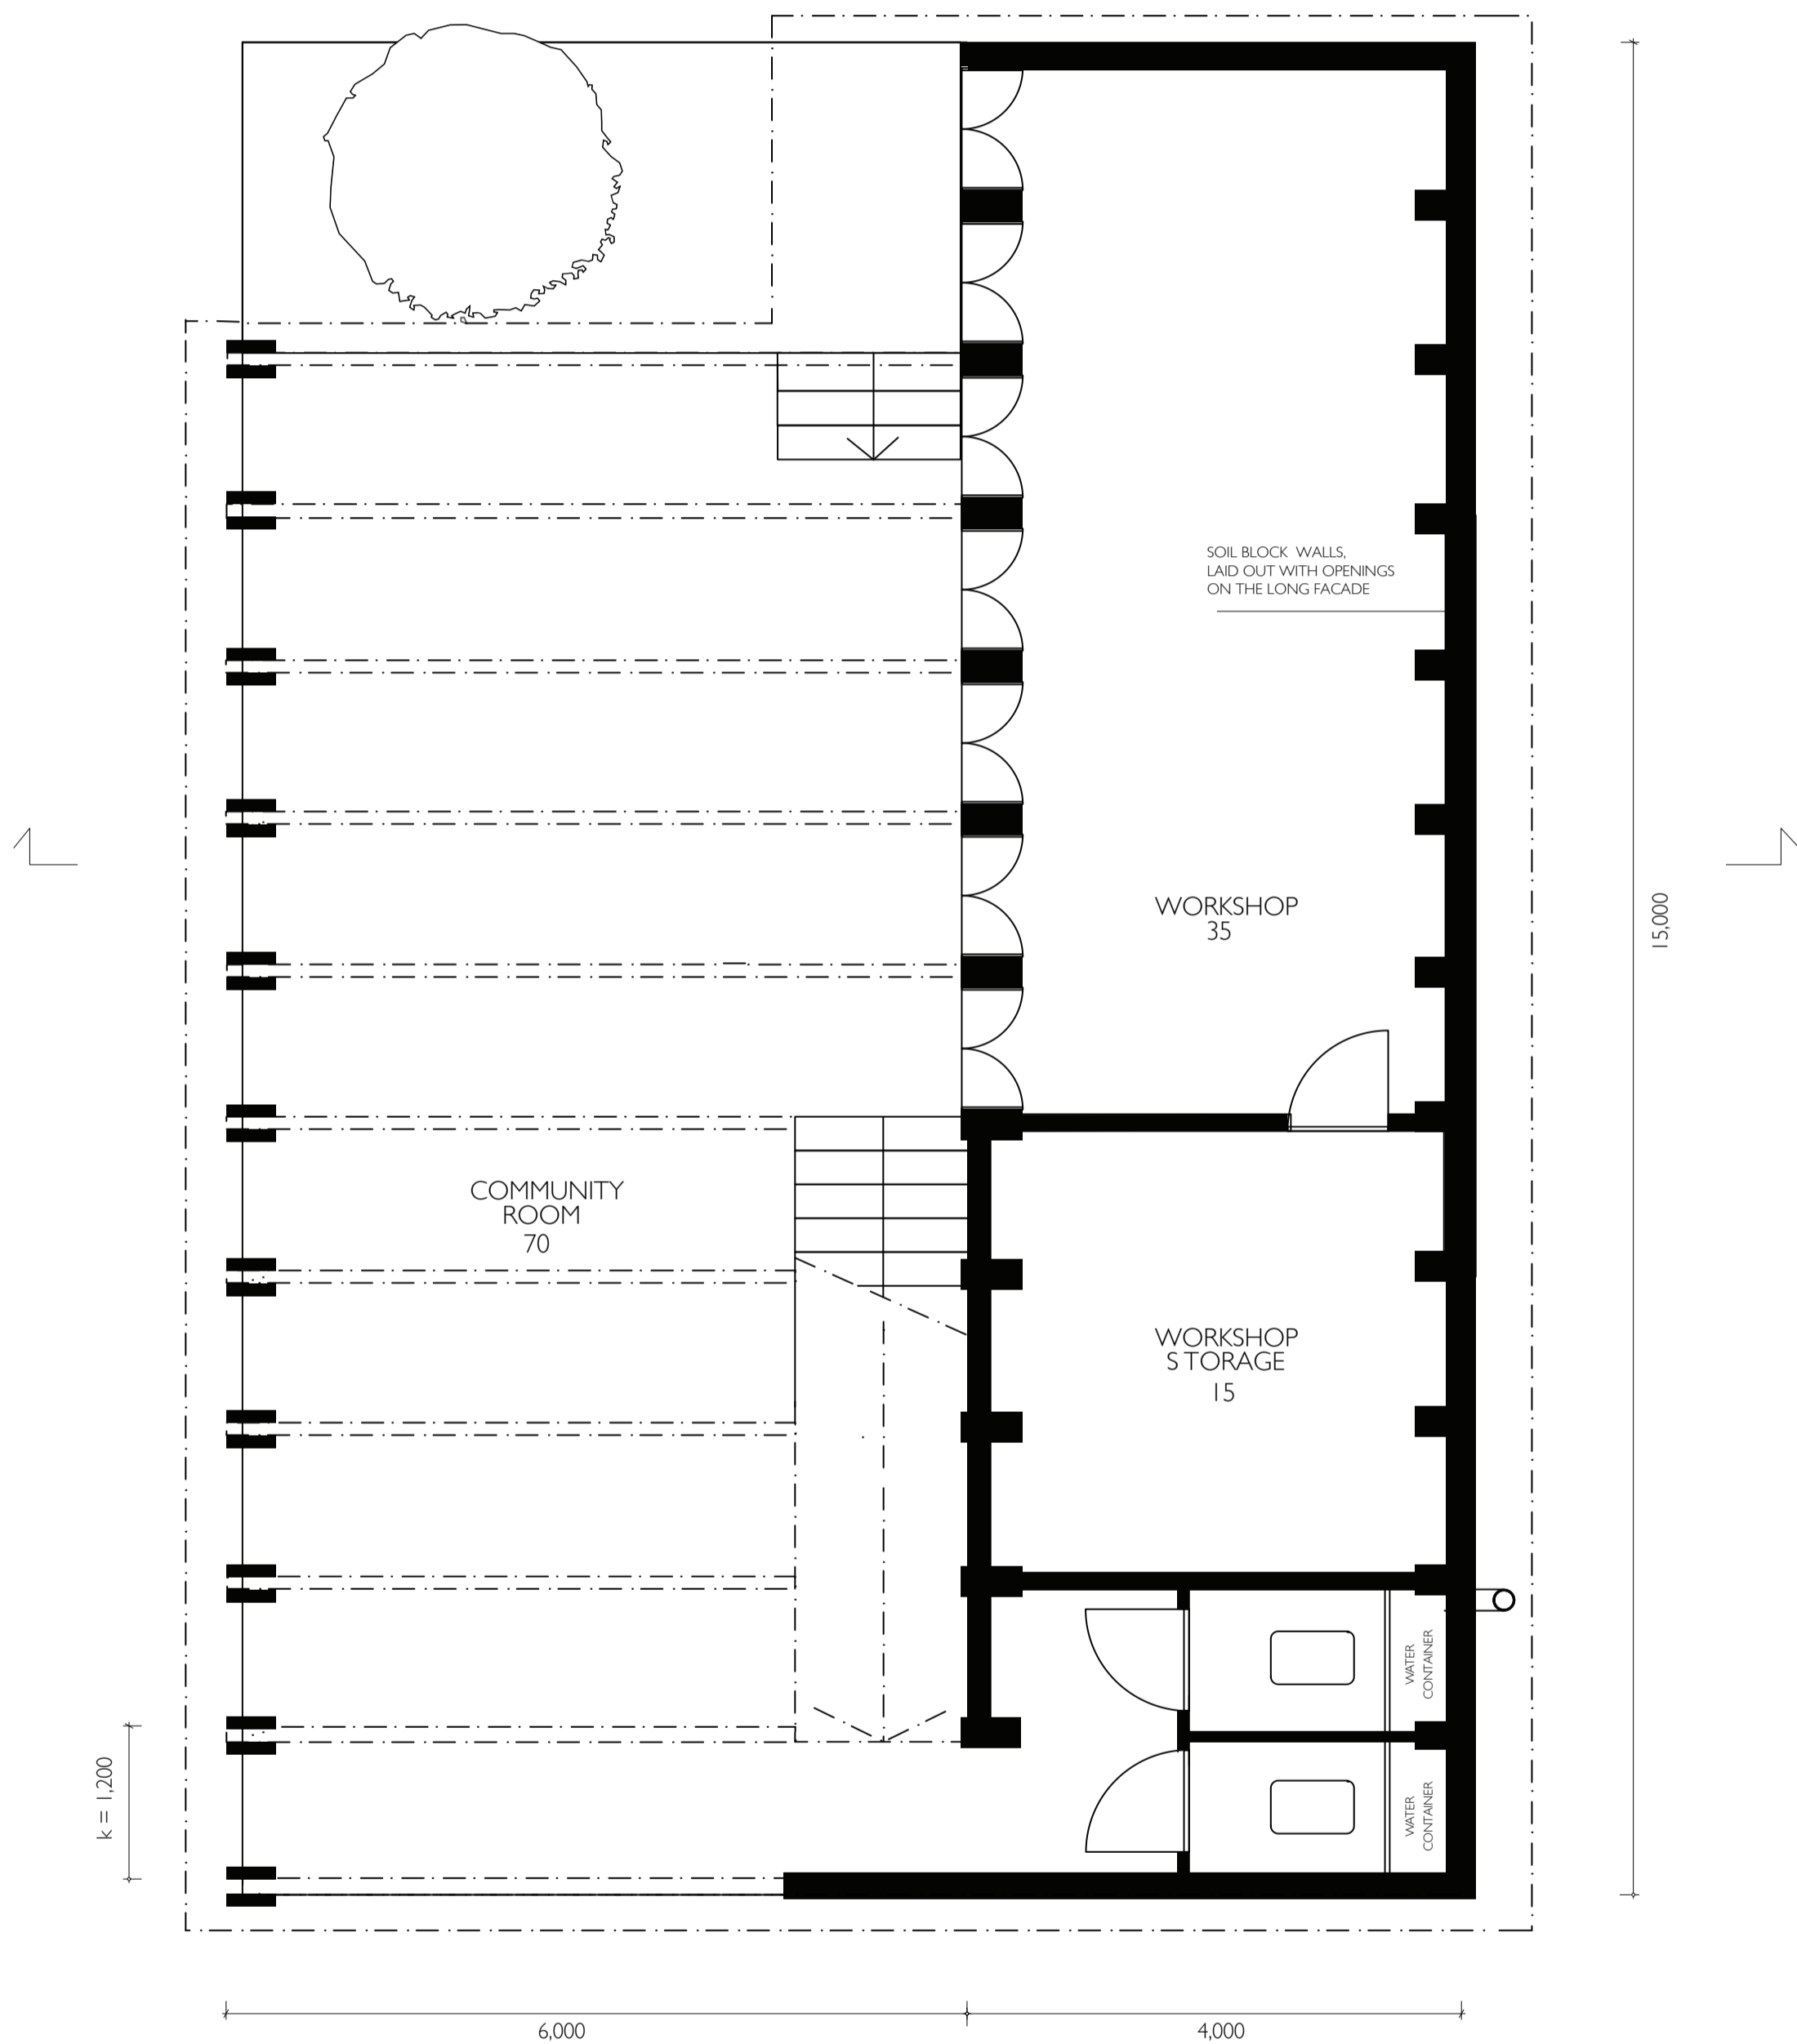 SOIL BLOCK WALLS,
LAID OUT WITH OPENINGS
ON THE LONG FACADE
WORKSHOP
35
15,000
COMMUNITY
ROOM
70
WORKSHOP
S TORAGE
15
WATER
CONTAINER
WATER
CONTAINER
k = 1,200
6,000
4,000